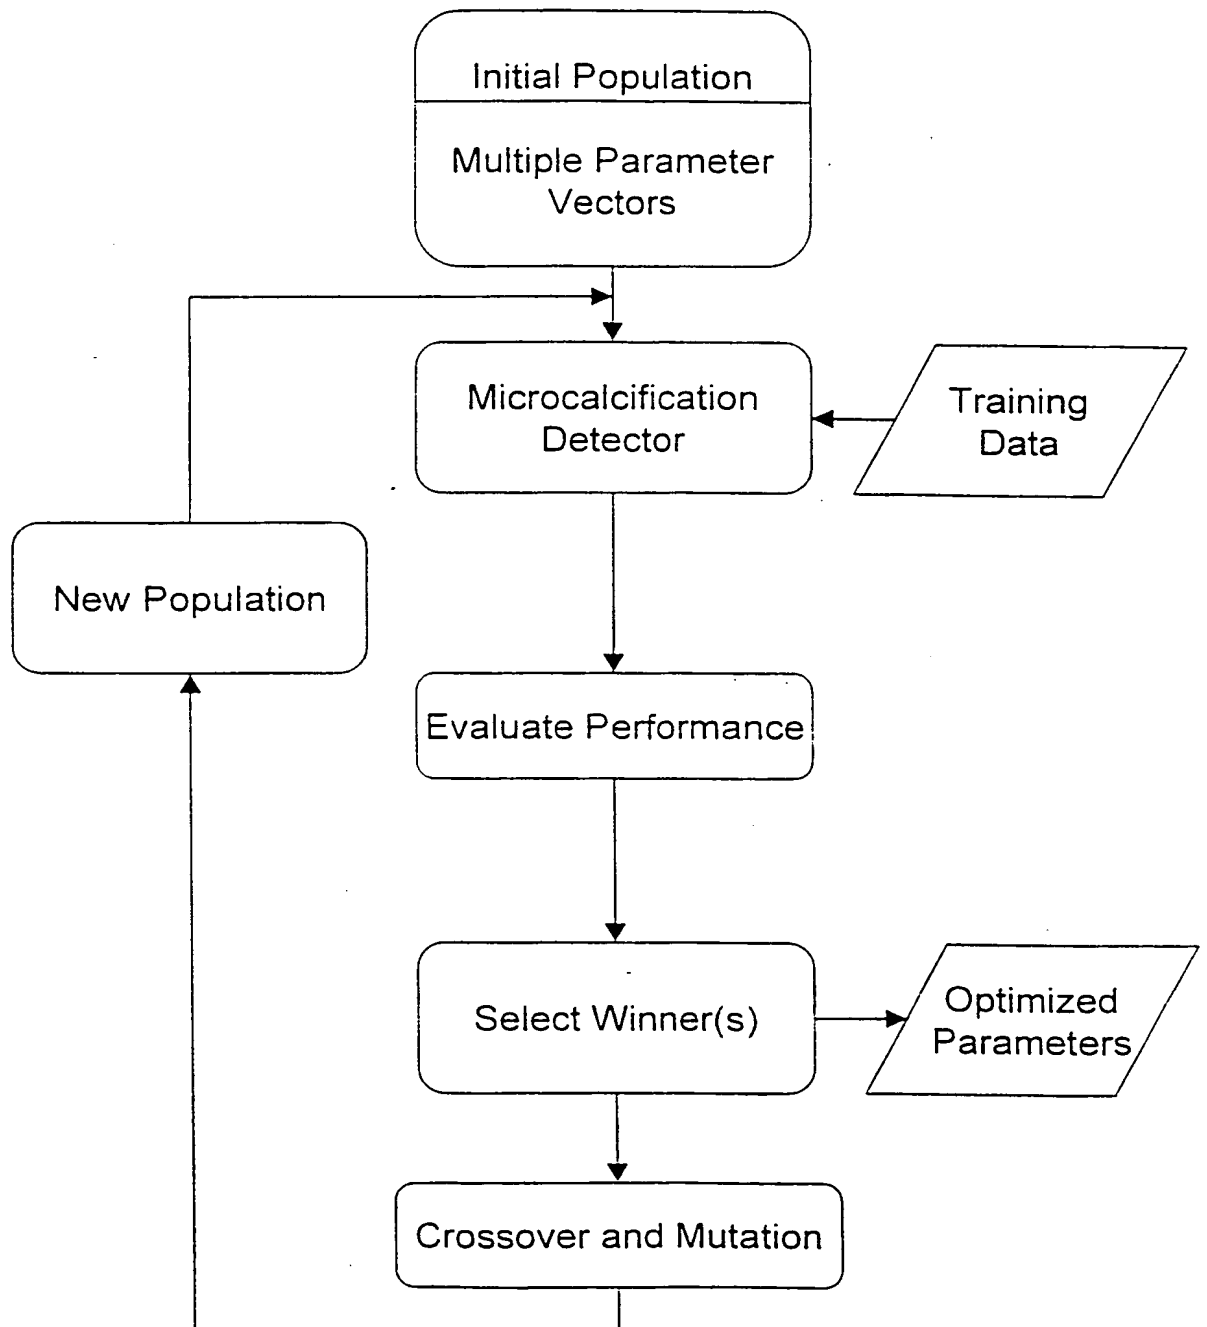 Initial Population
Multiple Parameter
Vectors
Microcalcification
Detector
Training
Data
New Population
Evaluate Performance
Select Winner(s)
Optimized
Parameters
Crossover and Mutation